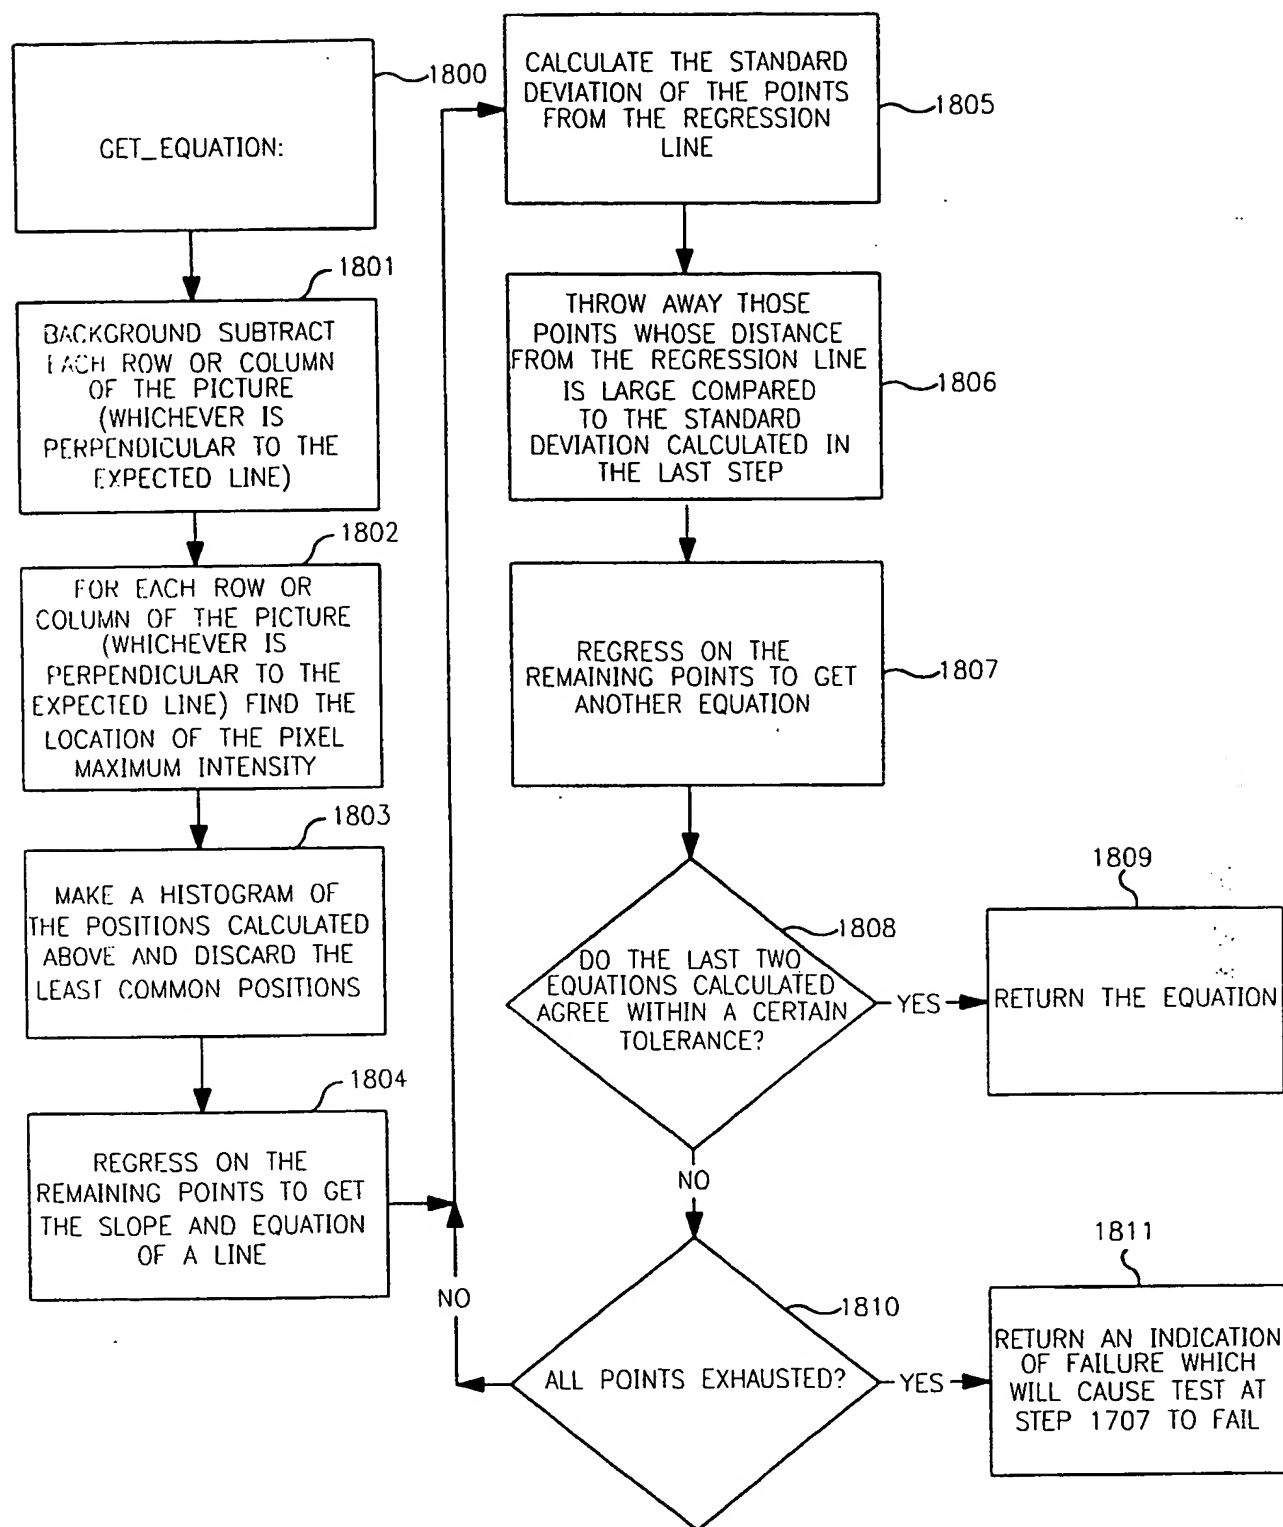 GET_EQUATION:
1800
1801
BACKGROUND SUBTRACT
EACH ROW OR COLUMN
OF THE PICTURE
(WHICHEVER IS
PERPENDICULAR TO THE
EXPECTED LINE)
1802
FOR EACH ROW OR
COLUMN OF THE PICTURE
(WHICHEVER IS
PERPENDICULAR TO THE
EXPECTED LINE) FIND THE
LOCATION OF THE PIXEL
MAXIMUM INTENSITY
1803
MAKE A HISTOGRAM OF
THE POSITIONS CALCULATED
ABOVE AND DISCARD THE
LEAST COMMON POSITIONS
1804
REGRESS ON THE
REMAINING POINTS TO GET
THE SLOPE AND EQUATION
OF A LINE
CALCULATE THE STANDARD
DEVIATION OF THE POINTS
FROM THE REGRESSION
LINE
1805
THROW AWAY THOSE
POINTS WHOSE DISTANCE
FROM THE REGRESSION LINE
IS LARGE COMPARED
TO THE STANDARD
DEVIATION CALCULATED IN
THE LAST STEP
1806
REGRESS ON THE
REMAINING POINTS TO GET
ANOTHER EQUATION
1807
1808
DO THE LAST TWO
EQUATIONS CALCULATED
AGREE WITHIN A CERTAIN
TOLERANCE?
YES
1809
RETURN THE EQUATION
NO
1810
ALL POINTS EXHAUSTED?
NO
YES
1811
RETURN AN INDICATION
OF FAILURE WHICH
WILL CAUSE TEST AT
STEP 1707 TO FAIL